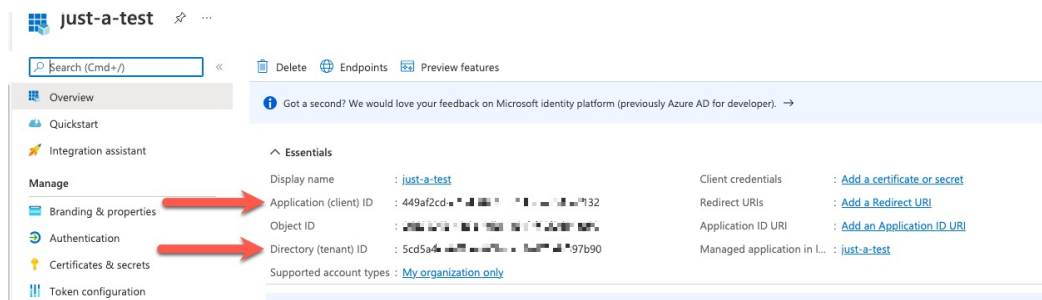 just-a-test
Search (Cmd+/)
«
Delete Endpoints Preview features
Overview
Quickstart
Integration assistant
Manage
Branding & properties
Authentication
Certificates & secrets
Token configuration
Got a second? We would love your feedback on Microsoft identity platform (previously Azure AD for developer). →
Essentials
Display name : just-a-test
Application (client) ID : 449af2cd- 132
Object ID :
Directory (tenant) ID : 5cd5a4 97b90
Supported account types : My organization only
Client credentials : Add a certificate or secret
Redirect URIs : Add a Redirect URI
Application ID URI : Add an Application ID URI
Managed application in l... : just-a-test